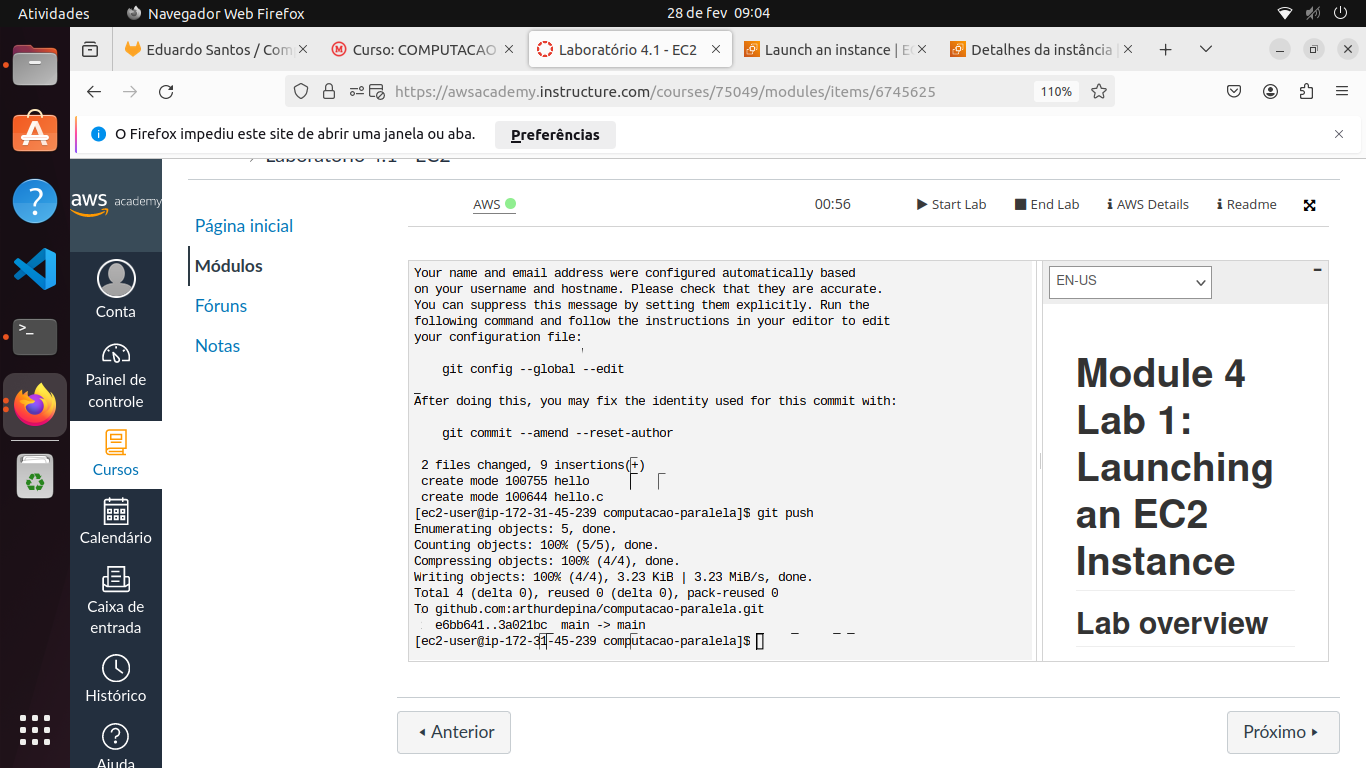 Atividades
Navegador Web Firefox
28 de fev 09:04
Eduardo Santos / Com
Curso: COMPUTACAO
Laboratório 4.1 - EC2
Launch an instance | EC
Detalhes da instância |
https://awsacademy.instructure.com/courses/75049/modules/items/6745625
110%
O Firefox impediu este site de abrir uma janela ou aba.
Preferências
Laboratório 4.1 - EC2
aws academy
Conta
Painel de
controle
Cursos
Calendário
Caixa de
entrada
Histórico
Ajuda
Página inicial
Módulos
Fóruns
Notas
AWS
00:56
Start Lab
End Lab
AWS Details
Readme
Your name and email address were configured automatically based
on your username and hostname. Please check that they are accurate.
You can suppress this message by setting them explicitly. Run the
following command and follow the instructions in your editor to edit
your configuration file:
git config --global --edit
After doing this, you may fix the identity used for this commit with:
git commit --amend --reset-author
2 files changed, 9 insertions(+)
create mode 100755 hello
create mode 100644 hello.c
[ec2-user@ip-172-31-45-239 computacao-paralela]$ git push
Enumerating objects: 5, done.
Counting objects: 100% (5/5), done.
Compressing objects: 100% (4/4), done.
Writing objects: 100% (4/4), 3.23 KiB | 3.23 MiB/s, done.
Total 4 (delta 0), reused 0 (delta 0), pack-reused 0
To github.com:arthurdepina/computacao-paralela.git
e6bb641..3a021bc main -> main
[ec2-user@ip-172-31-45-239 computacao-paralela]$
EN-US
Module 4
Lab 1:
Launching
an EC2
Instance
Lab overview
Anterior
Próximo